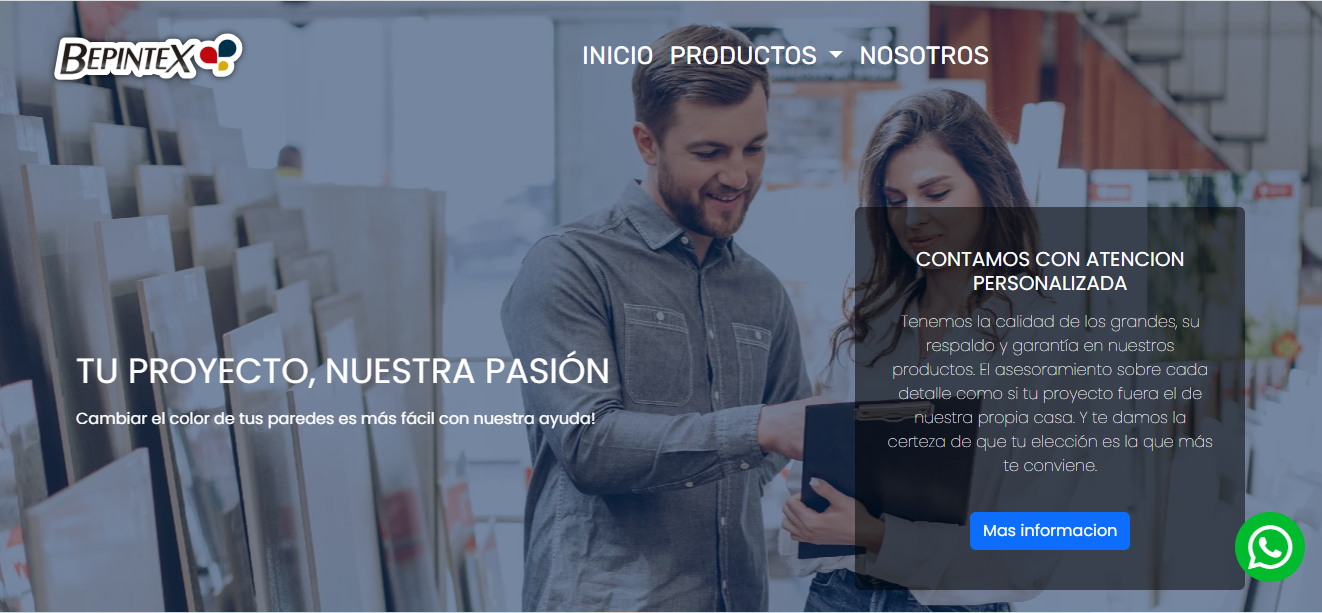 BEPINTEX
INICIO PRODUCTOS NOSOTROS
TU PROYECTO, NUESTRA PASIÓN
Cambiar el color de tus paredes es más fácil con nuestra ayuda!
CONTAMOS CON ATENCION
PERSONALIZADA
Tenemos la calidad de los grandes, su
respaldo y garantía en nuestros
productos. El asesoramiento sobre cada
detalle como si tu proyecto fuera el de
nuestra propia casa. Y te damos la
certeza de que tu elección es la que más
te conviene.
Mas informacion